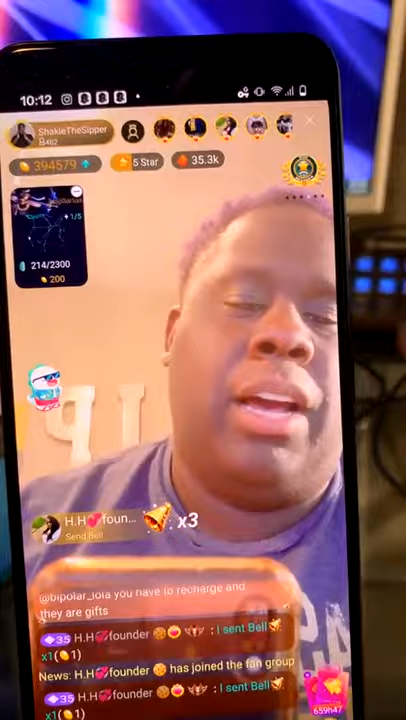 10:12
ShakieTheSipper
394579
5 Star
35.3k
1/5
214/2300
200
H.H💞foun... x3
Send Bell
@bipolar_lola you have to recharge and
they are gifts
35 H.H💞founder : I sent Bell
x1( 1)
News: H.H💞founder has joined the fan group
35 H.H💞founder : I sent Bell
x1( 1)
659h47